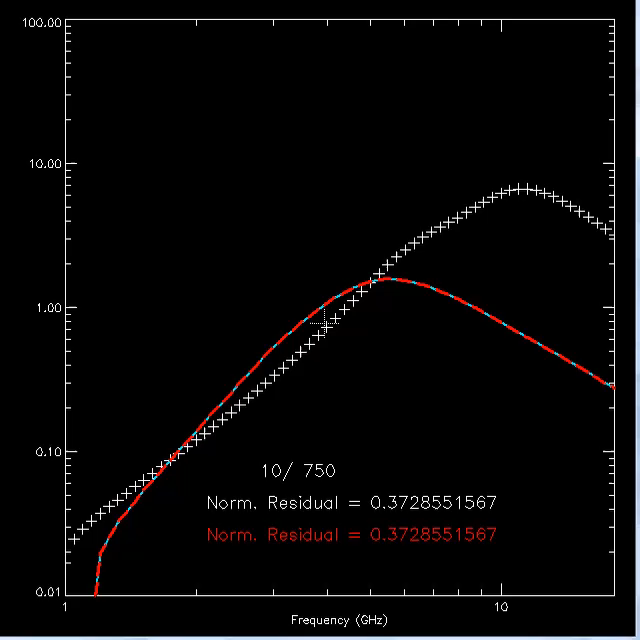 100.00
10.00
1.00
0.10
0.01
10/ 750
Norm. Residual = 0.3728551567
Norm. Residual = 0.3728551567
1 10
Frequency (GHz)